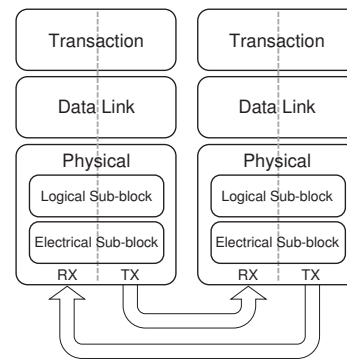 Transaction
Transaction
Data Link
Data Link
Physical
Physical
Logical Sub-block
Logical Sub-block
Electrical Sub-block
Electrical Sub-block
RX TX
RX TX